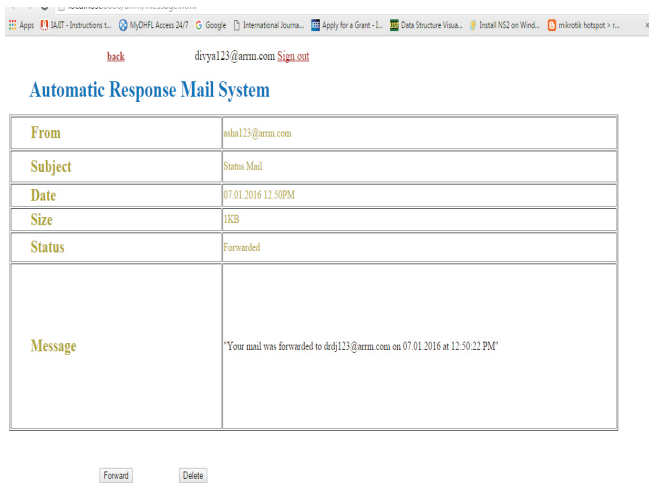 Apps JAJIT - Instructions t... MyDHFL Access 24/7 G Google International Journa... IEEE Apply for a Grant - I... Data Structure Visua... Install NS2 on Wind... mikrotik hotspot > r...
back divya123@arrm.com Sign out
Automatic Response Mail System
From asha123@arrm.com
Subject Status Mail
Date 07.01.2016 12.50PM
Size 1KB
Status Forwarded
Message "Your mail was forwarded to drdj123@arrm.com on 07.01.2016 at 12:50:22 PM"
Forward Delete